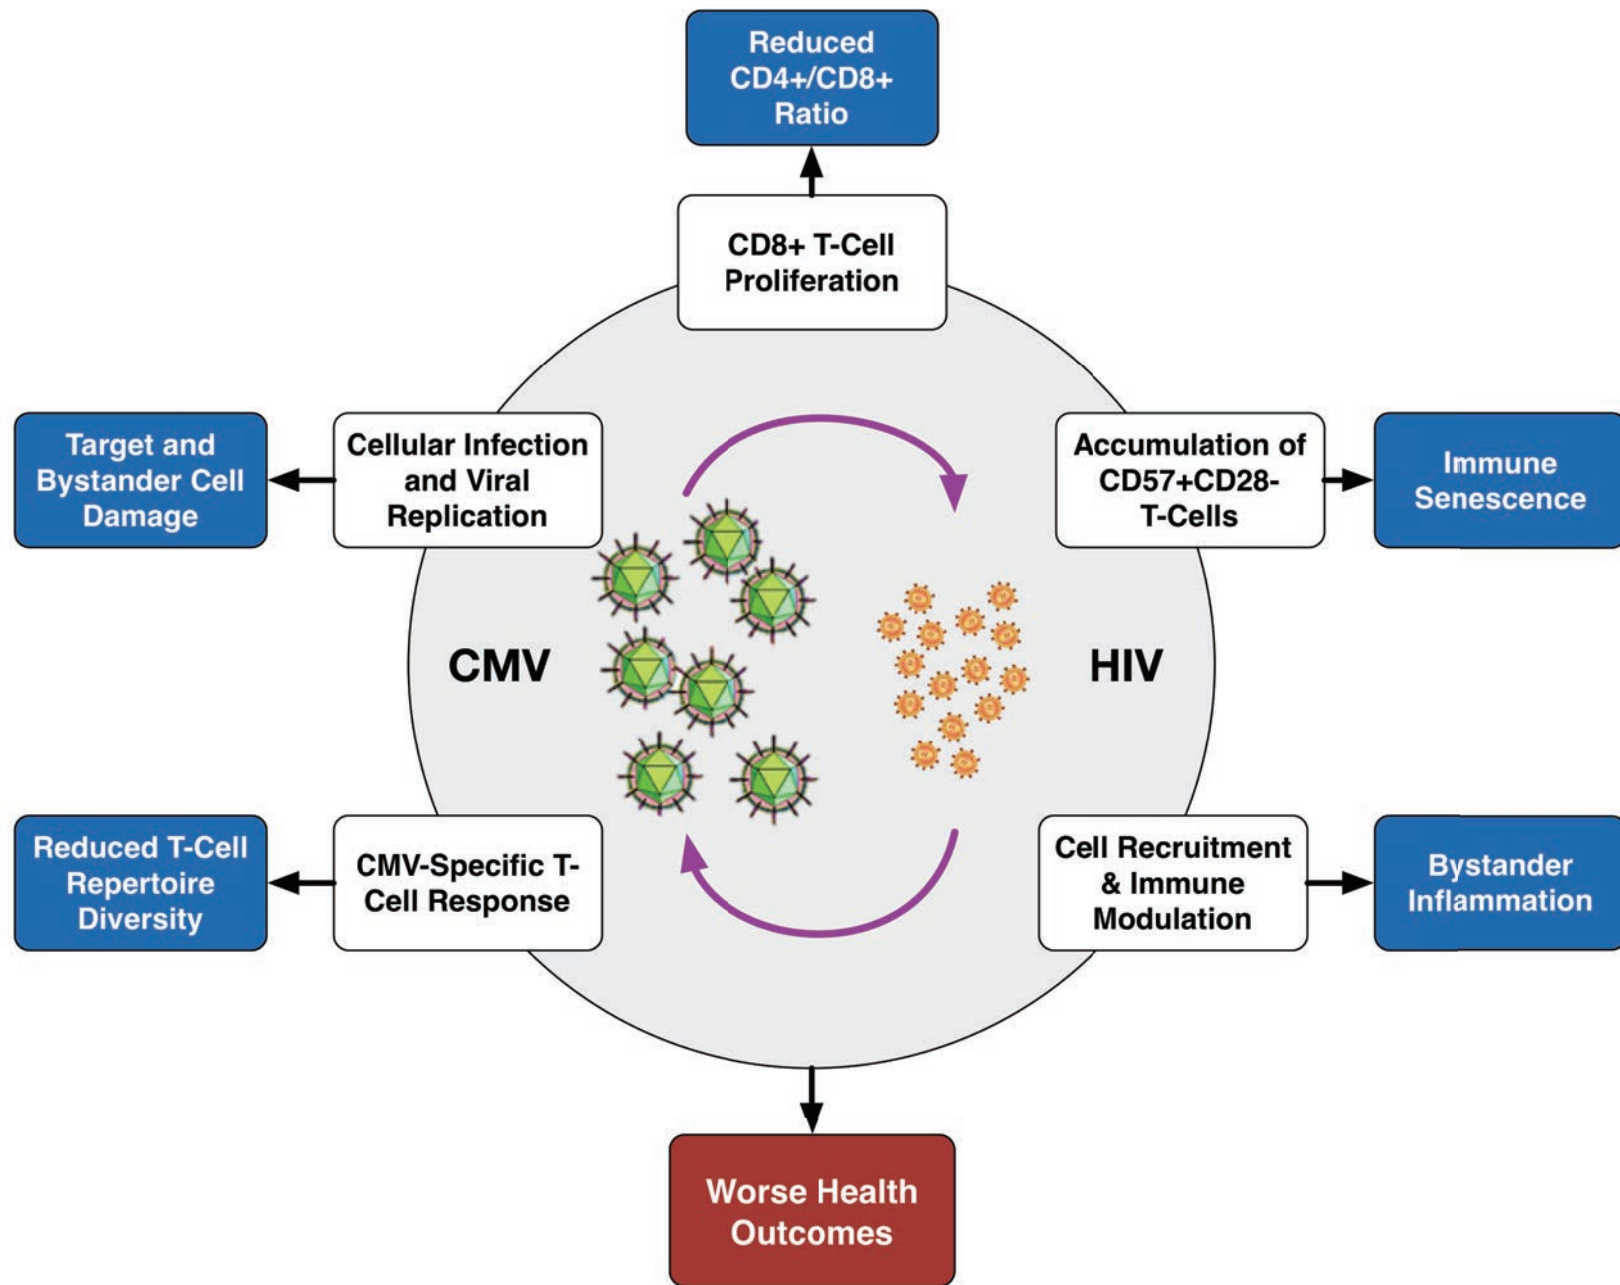 Reduced
CD4+/CD8+
Ratio
CD8+ T-Cell
Proliferation
Target and
Bystander Cell
Damage
Cellular Infection
and Viral
Replication
Accumulation of
CD57+CD28-
T-Cells
Immune
Senescence
CMV
HIV
Reduced T-Cell
Repertoire
Diversity
CMV-Specific T-
Cell Response
Cell Recruitment
& Immune
Modulation
Bystander
Inflammation
Worse Health
Outcomes